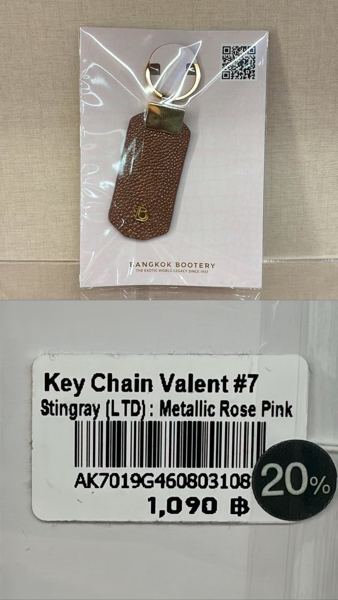 BANGKOK BOOTERY
THE EXOTIC WORLD LEGACY SINCE 1937
Key Chain Valent #7
Stingray (LTD) : Metallic Rose Pink
AK7019G460803108
20%
1,090 ฿